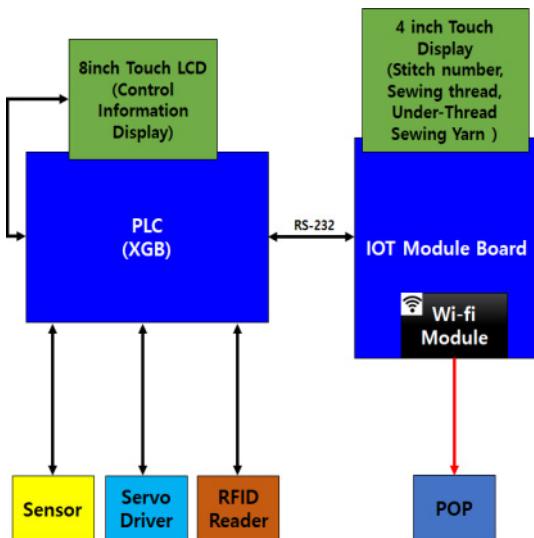 8inch Touch LCD
(Control
Information
Display)
4 inch Touch
Display
(Stitch number,
Sewing thread,
Under-Thread
Sewing Yarn )
PLC
(XGB)
RS-232
IOT Module Board
Wi-fi
Module
Sensor
Servo
Driver
RFID
Reader
POP